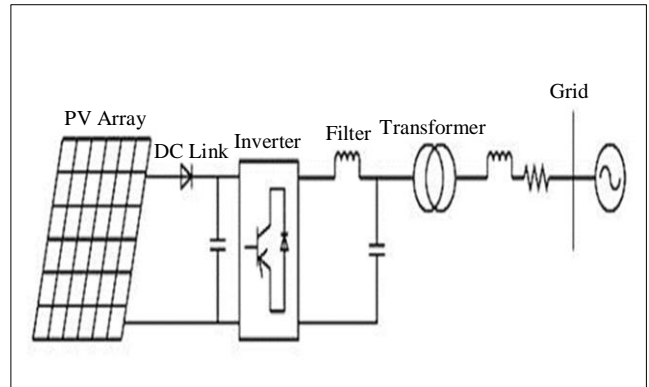 PV Array
DC Link
Inverter
Filter
Transformer
Grid